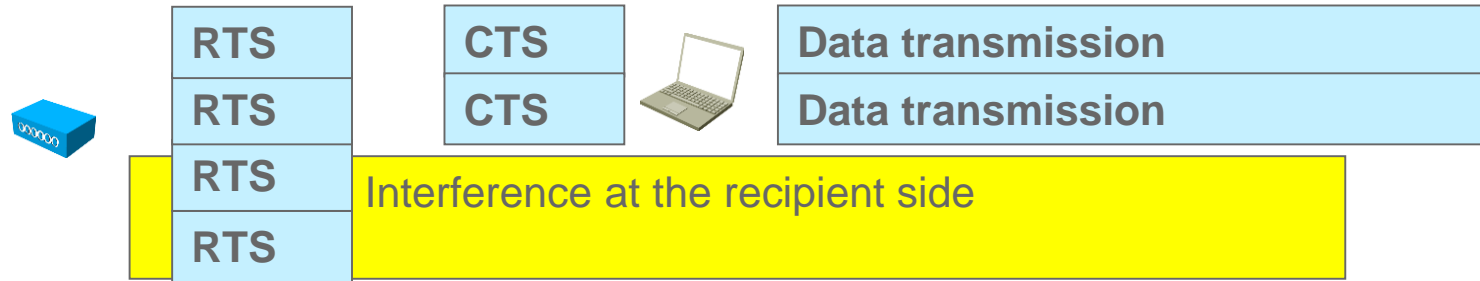 RTS CTS Data transmission
RTS CTS Data transmission
RTS Interference at the recipient side
RTS